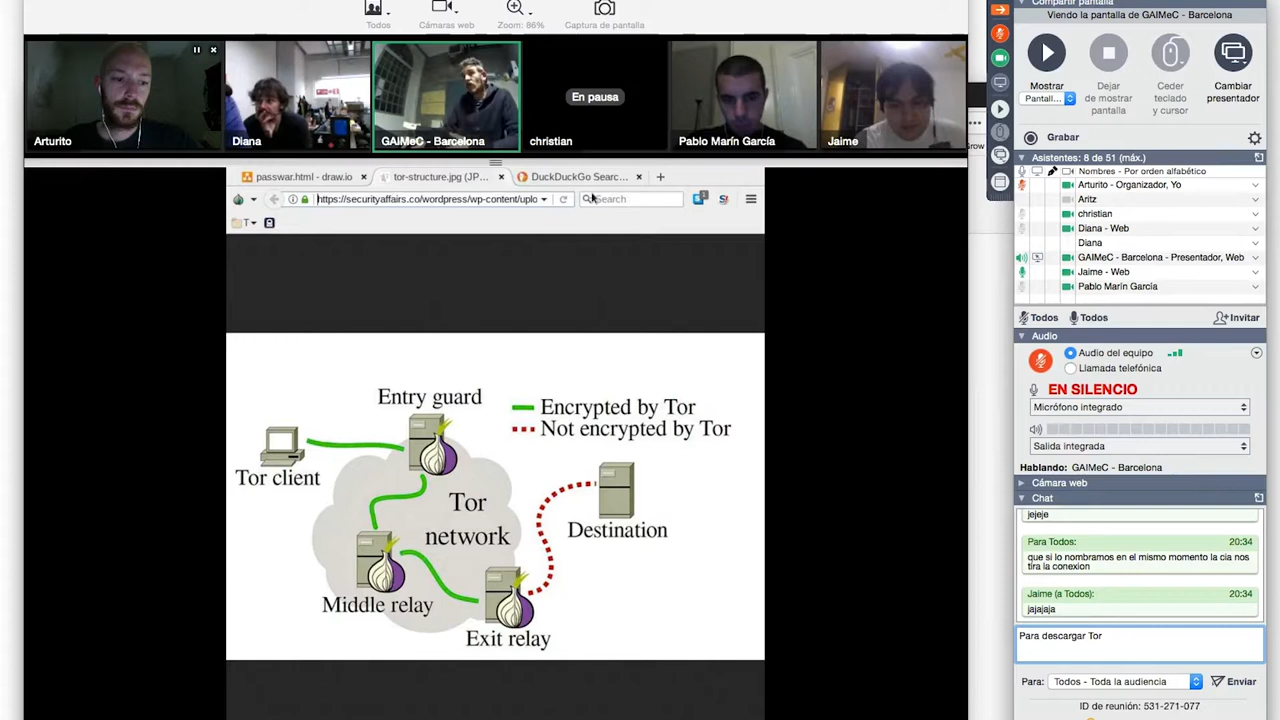 Todos
Cámaras web
Zoom: 86%
Captura de pantalla
Arturito
Diana
GAIMeC - Barcelona
En pausa
christian
Pablo Marín García
Jaime
passwar.html - draw.io
tor-structure.jpg (JP...
DuckDuckGo Searc...
https://securityaffairs.co/wordpress/wp-content/uplo
Search
T
Entry guard
Encrypted by Tor
Not encrypted by Tor
Tor client
Tor
network
Destination
Middle relay
Exit relay
Grow
Compartir pantalla
Viendo la pantalla de GAIMeC - Barcelona
Mostrar
Pantall...
Dejar
de mostrar
pantalla
Ceder
teclado
y cursor
Cambiar
presentador
Grabar
Asistentes: 8 de 51 (máx.)
Nombres - Por orden alfabético
Arturito - Organizador, Yo
Aritz
christian
Diana - Web
Diana
GAIMeC - Barcelona - Presentador, Web
Jaime - Web
Pablo Marín García
Todos
Todos
Invitar
Audio
Audio del equipo
Llamada telefónica
EN SILENCIO
Micrófono integrado
Salida integrada
Hablando: GAIMeC - Barcelona
Cámara web
Chat
jejeje
Para Todos: 20:34
que si lo nombramos en el mismo momento la cia nos
tira la conexion
Jaime (a Todos): 20:34
jajajaja
Para descargar Tor
Para: Todos - Toda la audiencia
Enviar
ID de reunión: 531-271-077